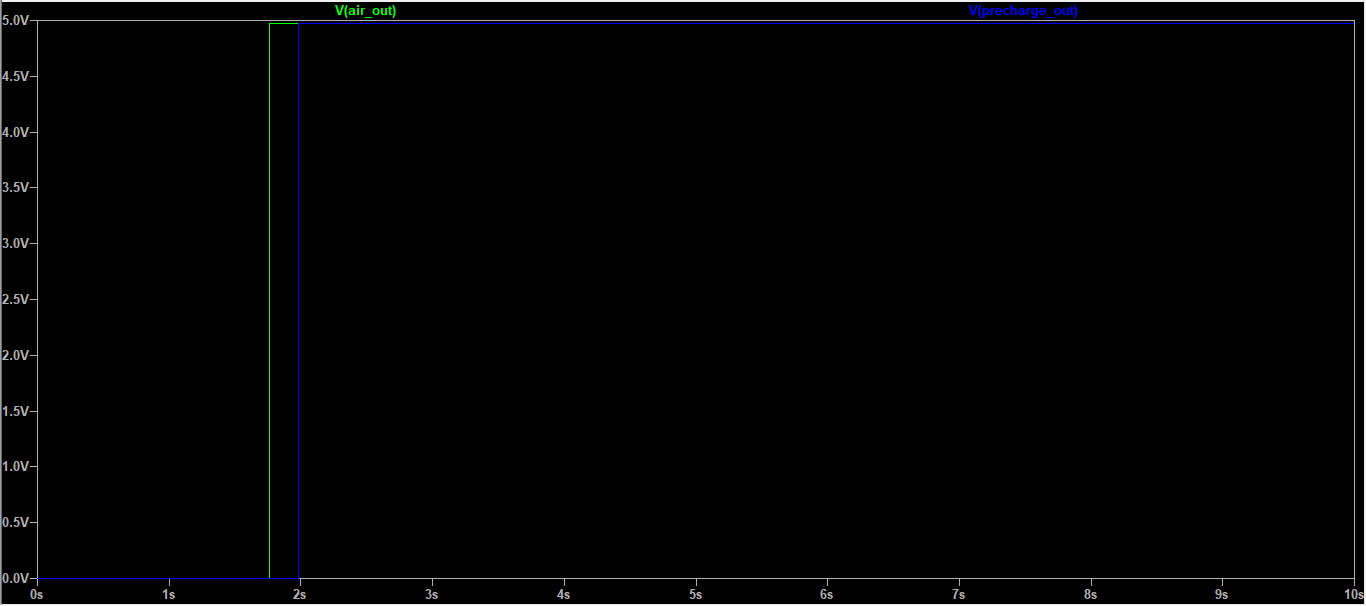 V(air_out) V(precharge_out)
5.0V
4.5V
4.0V
3.5V
3.0V
2.5V
2.0V
1.5V
1.0V
0.5V
0.0V
0s 1s 2s 3s 4s 5s 6s 7s 8s 9s 10s